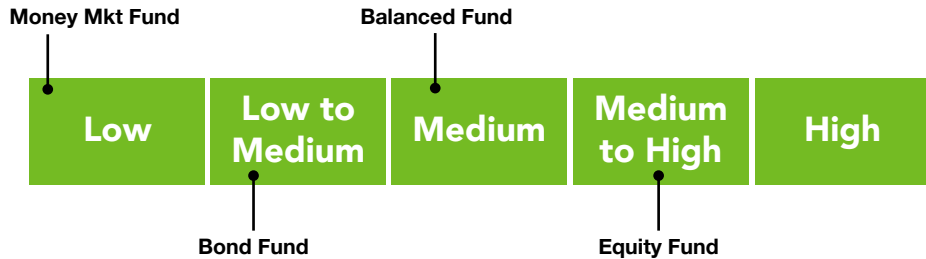 Money Mkt Fund
Balanced Fund
Low
Low to
Medium
Medium
Medium
to High
High
Bond Fund
Equity Fund